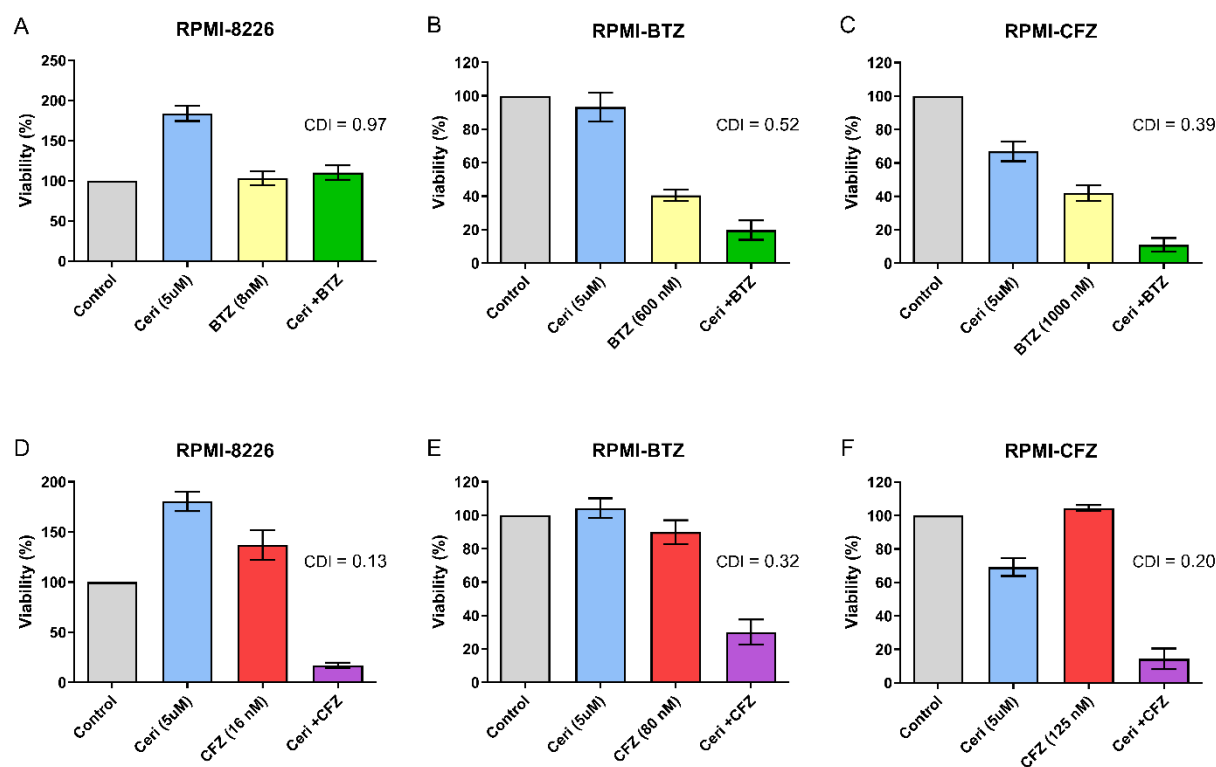 A
RPMI-8226
Viability (%)
250
200
150
100
50
0
CDI = 0.97
Control
Ceri (5uM)
BTZ (8nM)
Ceri +BTZ
B
RPMI-BTZ
Viability (%)
120
100
80
60
40
20
0
CDI = 0.52
Control
Ceri (5uM)
BTZ (600 nM)
Ceri +BTZ
C
RPMI-CFZ
Viability (%)
120
100
80
60
40
20
0
CDI = 0.39
Control
Ceri (5uM)
BTZ (1000 nM)
Ceri +BTZ
D
RPMI-8226
Viability (%)
200
150
100
50
0
CDI = 0.13
Control
Ceri (5uM)
CFZ (16 nM)
Ceri +CFZ
E
RPMI-BTZ
Viability (%)
120
100
80
60
40
20
0
CDI = 0.32
Control
Ceri (5uM)
CFZ (80 nM)
Ceri +CFZ
F
RPMI-CFZ
Viability (%)
120
100
80
60
40
20
0
CDI = 0.20
Control
Ceri (5uM)
CFZ (125 nM)
Ceri +CFZ